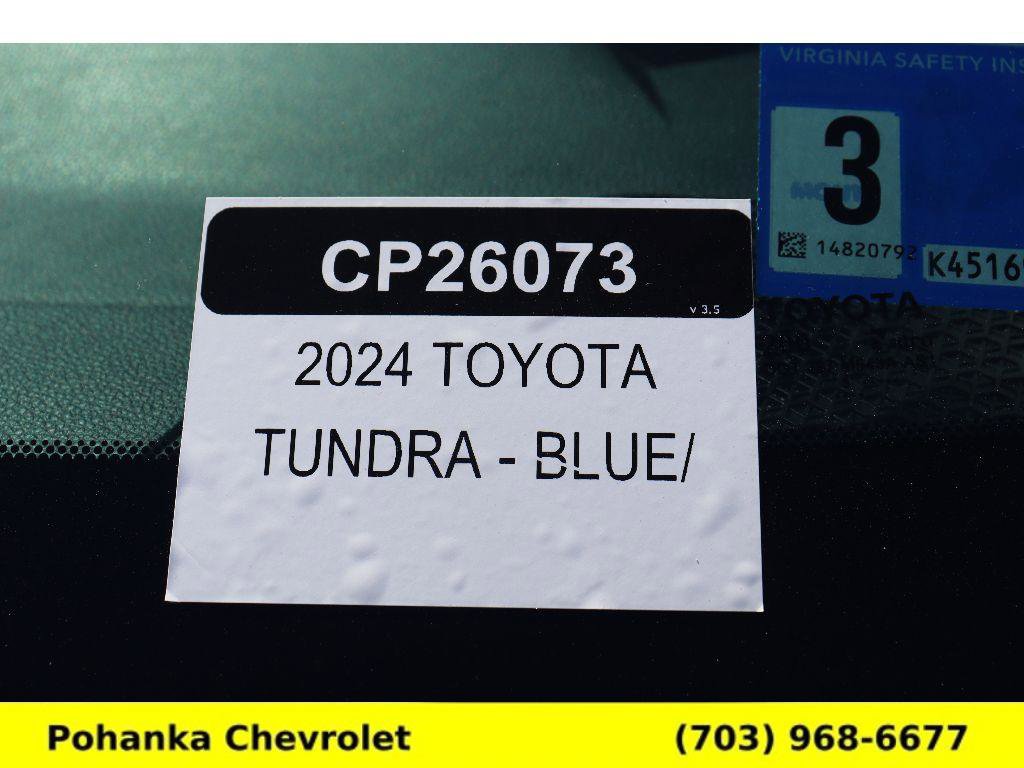 VIRGINIA SAFETY INS
3
14820792
K4516
CP26073
v 3.5
TOYOTA
2024 TOYOTA
TUNDRA - BLUE/
Pohanka Chevrolet (703) 968-6677